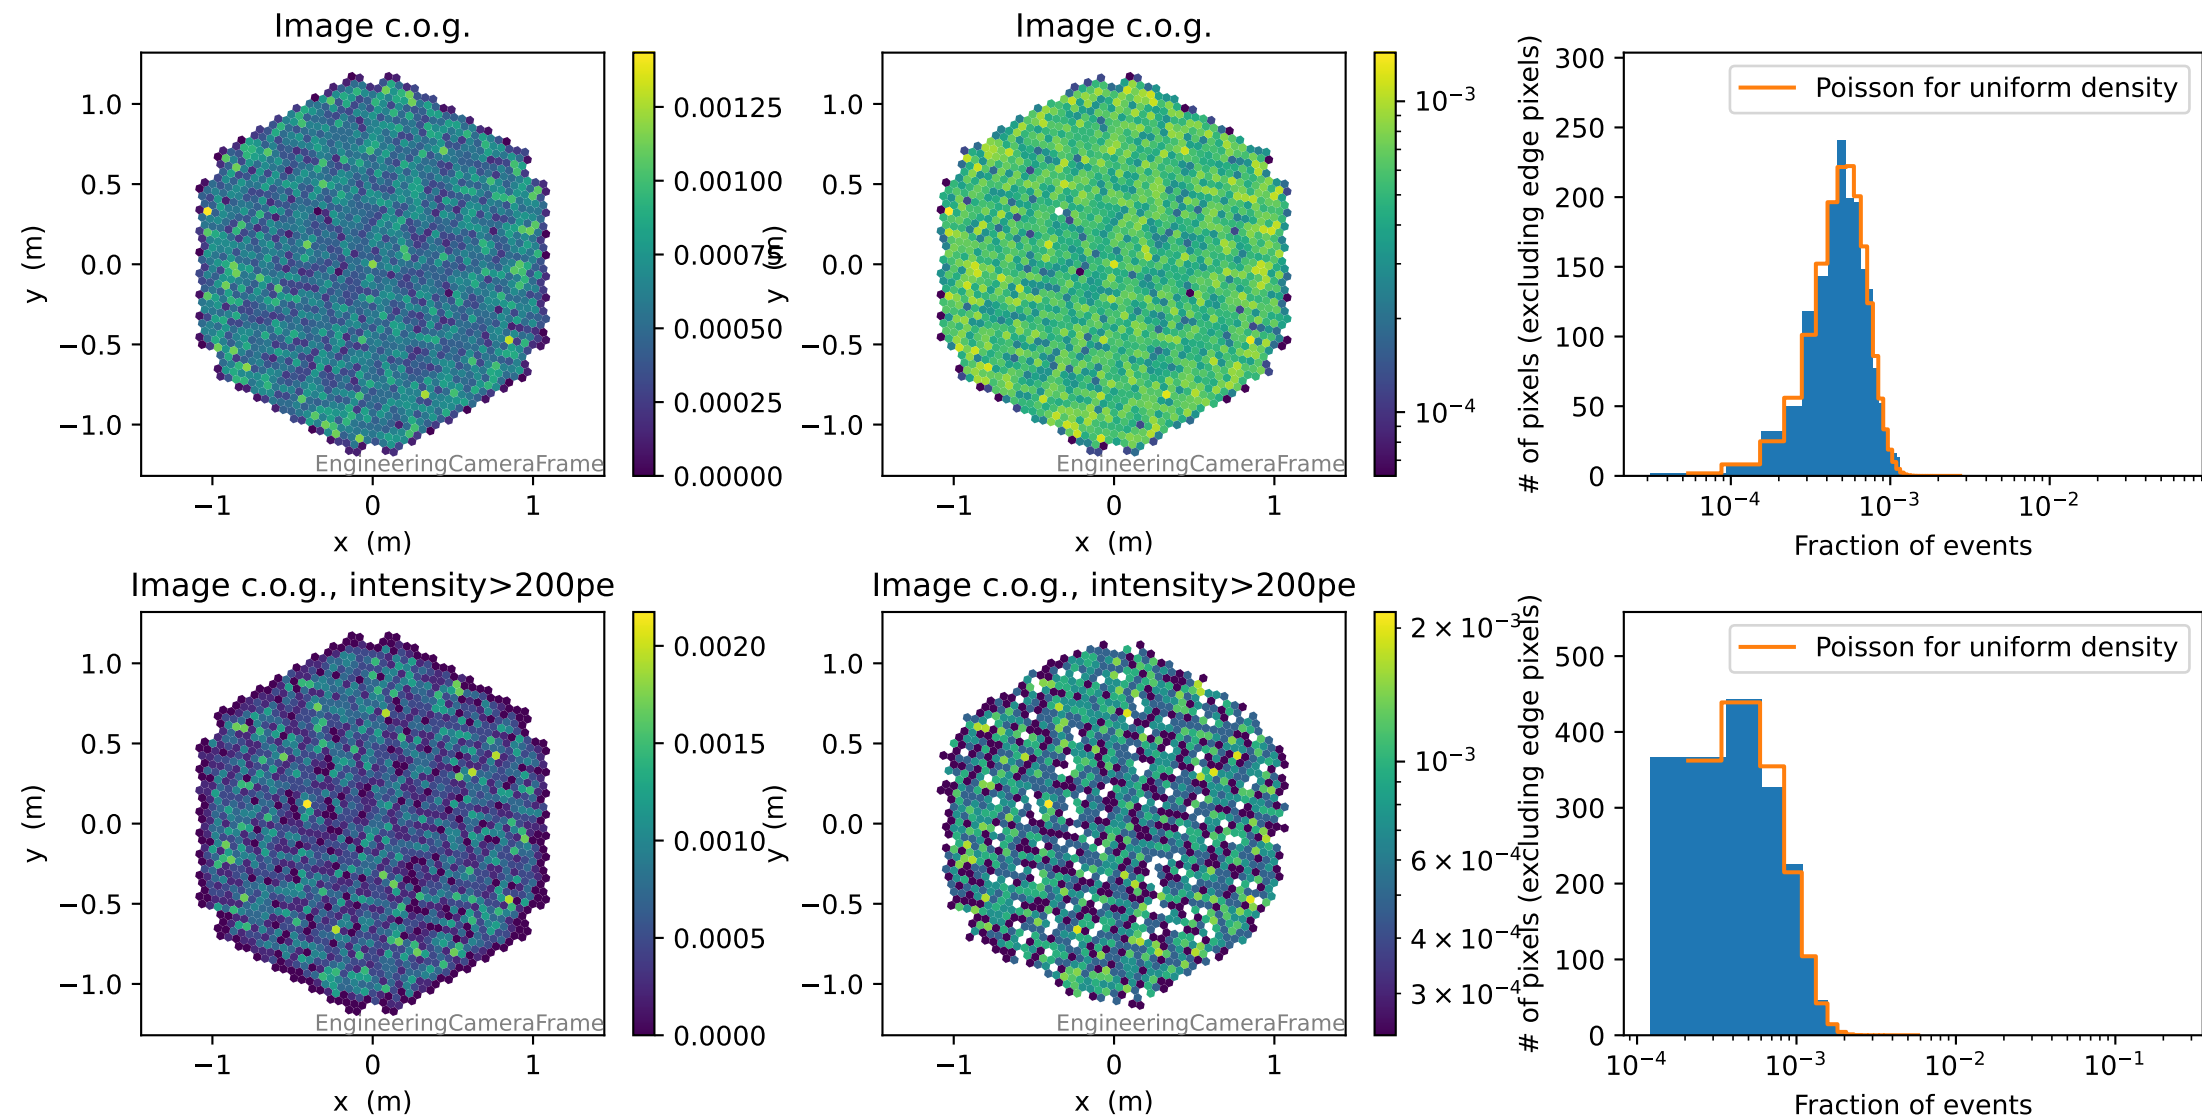 Image c.o.g.
1.0
0.5
0.0
−0.5
−1.0
y (m)
−1
0
1
x (m)
EngineeringCameraFrame
0.00125
0.00100
0.00075
0.00050
0.00025
0.00000
Image c.o.g.
1.0
0.5
0.0
−0.5
−1.0
y (m)
−1
0
1
x (m)
EngineeringCameraFrame
10⁻³
10⁻⁴
300
250
200
150
100
50
0
# of pixels (excluding edge pixels)
Poisson for uniform density
10⁻⁴
10⁻³
10⁻²
Fraction of events
Image c.o.g., intensity>200pe
1.0
0.5
0.0
−0.5
−1.0
y (m)
−1
0
1
x (m)
EngineeringCameraFrame
0.0020
0.0015
0.0010
0.0005
0.0000
Image c.o.g., intensity>200pe
1.0
0.5
0.0
−0.5
−1.0
y (m)
−1
0
1
x (m)
EngineeringCameraFrame
2 × 10⁻³
10⁻³
6 × 10⁻⁴
4 × 10⁻⁴
3 × 10⁻⁴
500
400
300
200
100
0
# of pixels (excluding edge pixels)
Poisson for uniform density
10⁻⁴
10⁻³
10⁻²
10⁻¹
Fraction of events